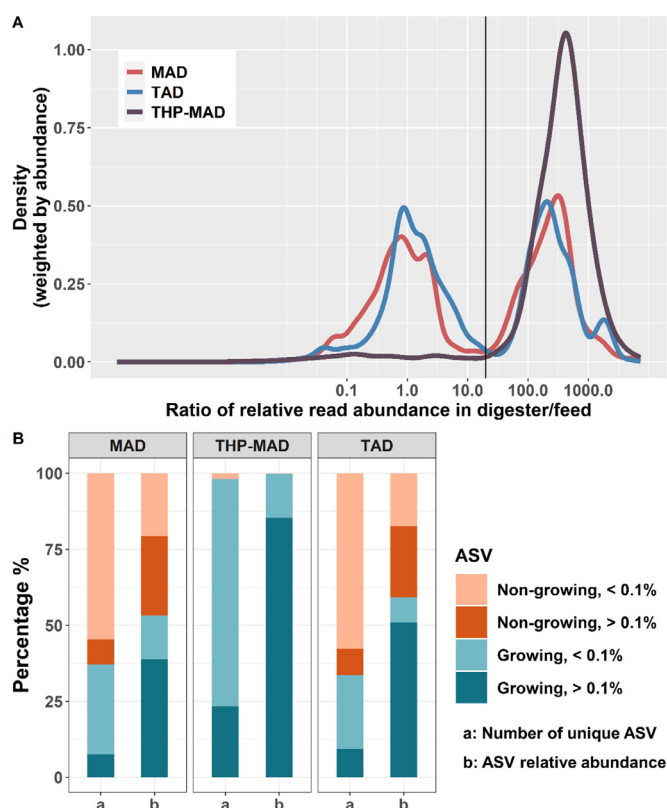 A
1.00
0.75
0.50
0.25
0.00
Density
(weighted by abundance)
MAD
TAD
THP-MAD
0.1 1.0 10.0 100.0 1000.0
Ratio of relative read abundance in digester/feed
B
MAD THP-MAD TAD
100
75
50
25
0
Percentage %
a b a b a b
ASV
Non-growing, < 0.1%
Non-growing, > 0.1%
Growing, < 0.1%
Growing, > 0.1%
a: Number of unique ASV
b: ASV relative abundance